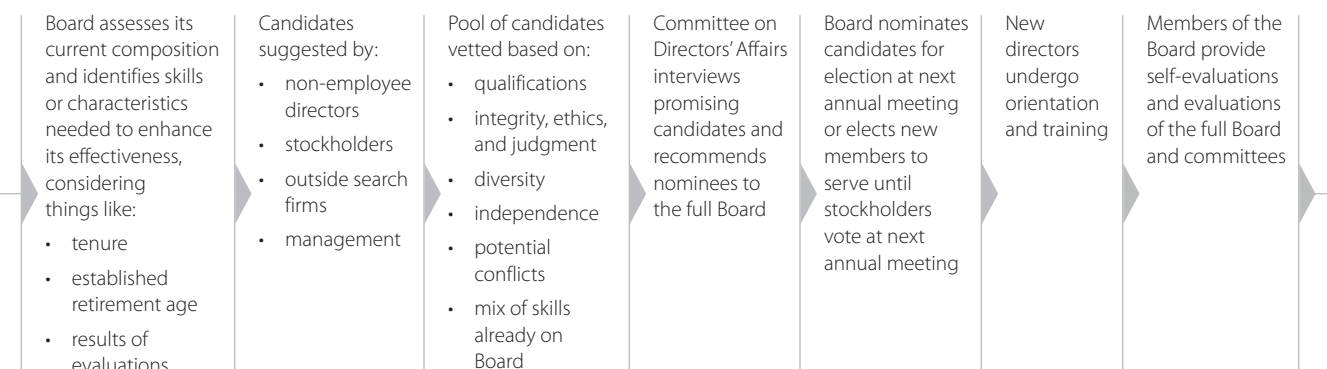 Board assesses its
current composition
and identifies skills
or characteristics
needed to enhance
its effectiveness,
considering
things like:
• tenure
• established
retirement age
• results of
evaluations
Candidates
suggested by:
• non-employee
directors
• stockholders
• outside search
firms
• management
Pool of candidates
vetted based on:
• qualifications
• integrity, ethics,
and judgment
• diversity
• independence
• potential
conflicts
• mix of skills
already on
Board
Committee on
Directors’ Affairs
interviews
promising
candidates and
recommends
nominees to
the full Board
Board nominates
candidates for
election at next
annual meeting
or elects new
members to
serve until
stockholders
vote at next
annual meeting
New
directors
undergo
orientation
and training
Members of the
Board provide
self-evaluations
and evaluations
of the full Board
and committees